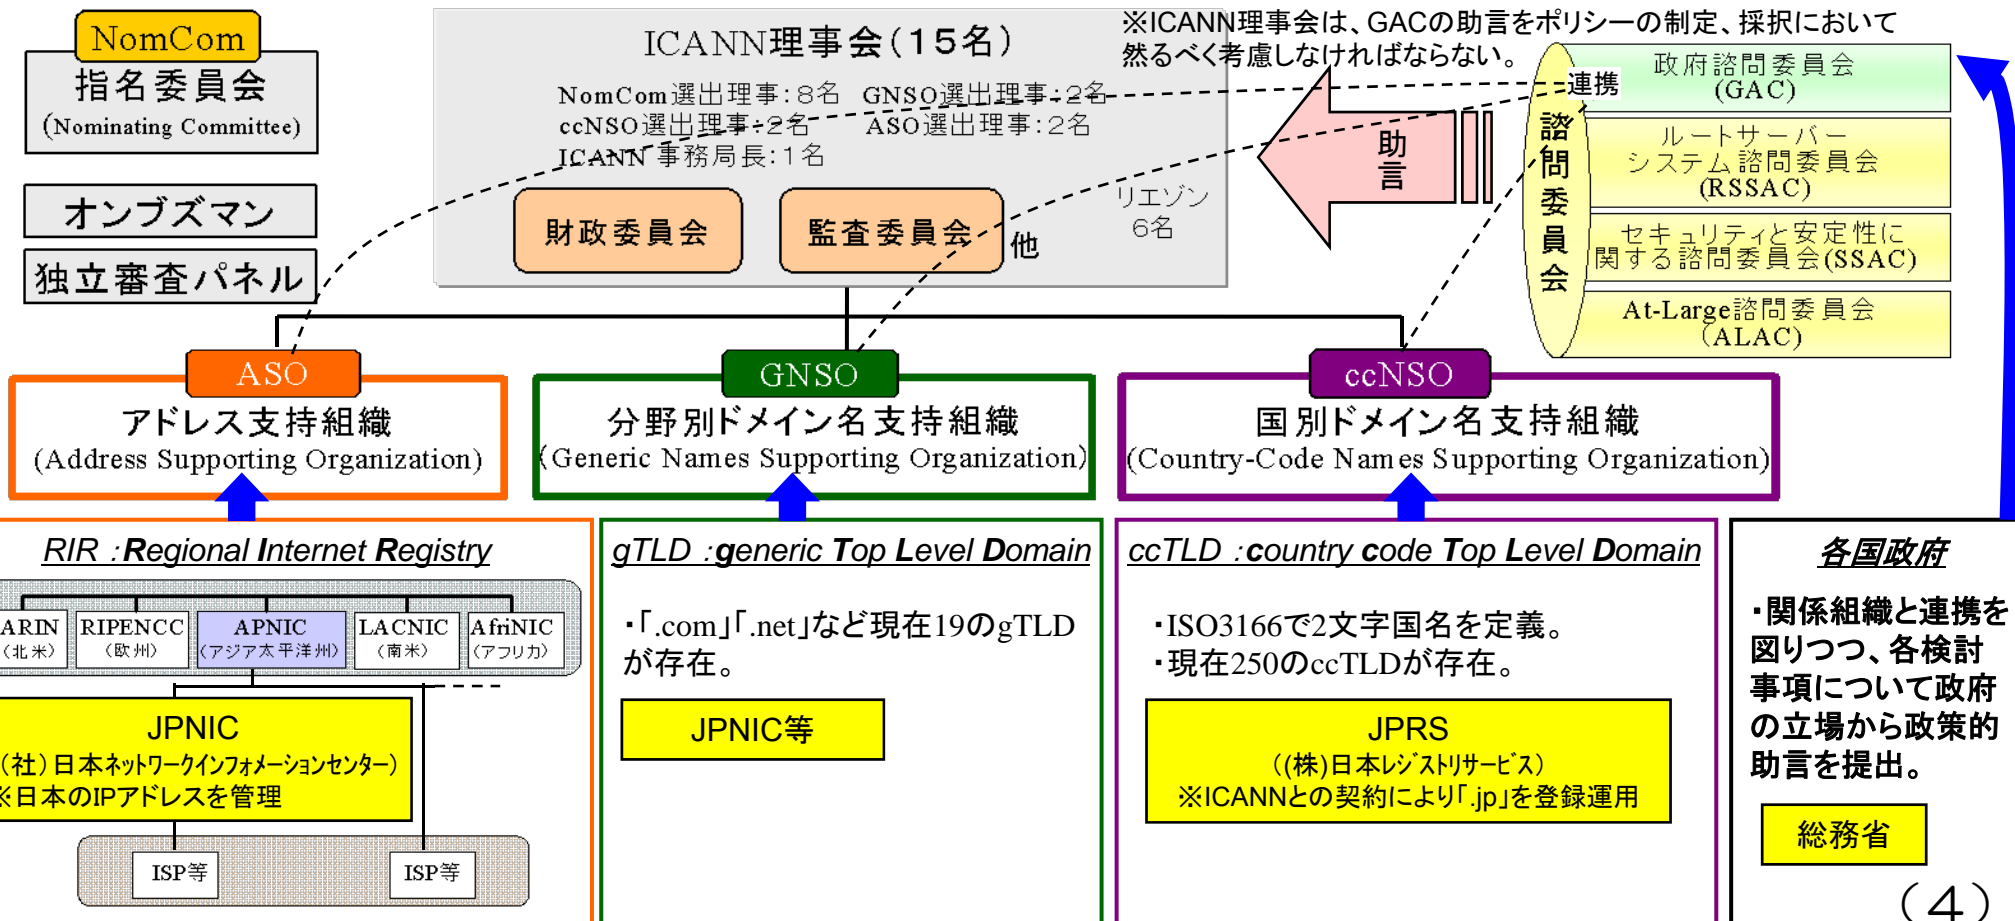 NomCom
指名委員会
(Nominating Committee)
オンブズマン
独立審査パネル
ICANN理事会(15名)
NomCom選出理事:8名 GNSO選出理事:2名
ccNSO選出理事:2名 ASO選出理事:2名
ICANN 事務局長:1名
財政委員会
監査委員会
他
リエゾン
6名
※ICANN理事会は、GACの助言をポリシーの制定、採択において
然るべく考慮しなければならない。
助言
連携
諮問委員会
政府諮問委員会
(GAC)
ルートサーバー
システム諮問委員会
(RSSAC)
セキュリティと安定性に
関する諮問委員会(SSAC)
At-Large諮問委員会
(ALAC)
ASO
アドレス支持組織
(Address Supporting Organization)
GNSO
分野別ドメイン名支持組織
(Generic Names Supporting Organization)
ccNSO
国別ドメイン名支持組織
(Country-Code Names Supporting Organization)
RIR :Regional Internet Registry
ARIN
(北米)
RIPENCC
(欧州)
APNIC
(アジア太平洋州)
LACNIC
(南米)
AfriNIC
(アフリカ)
JPNIC
(社)日本ネットワークインフォメーションセンター)
※日本のIPアドレスを管理
ISP等
ISP等
gTLD :generic Top Level Domain
・「.com」「.net」など現在19のgTLD
が存在。
JPNIC等
ccTLD :country code Top Level Domain
・ISO3166で2文字国名を定義。
・現在250のccTLDが存在。
JPRS
((株)日本レジストリサービス)
※ICANNとの契約により「.jp」を登録運用
各国政府
・関係組織と連携を
図りつつ、各検討
事項について政府
の立場から政策的
助言を提出。
総務省
(4)